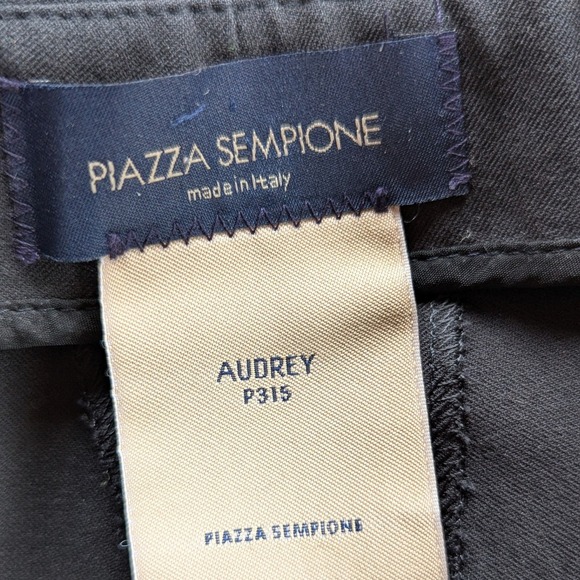 PIAZZA SEMPIONE
made in Italy
AUDREY
P315
PIAZZA SEMPIONE